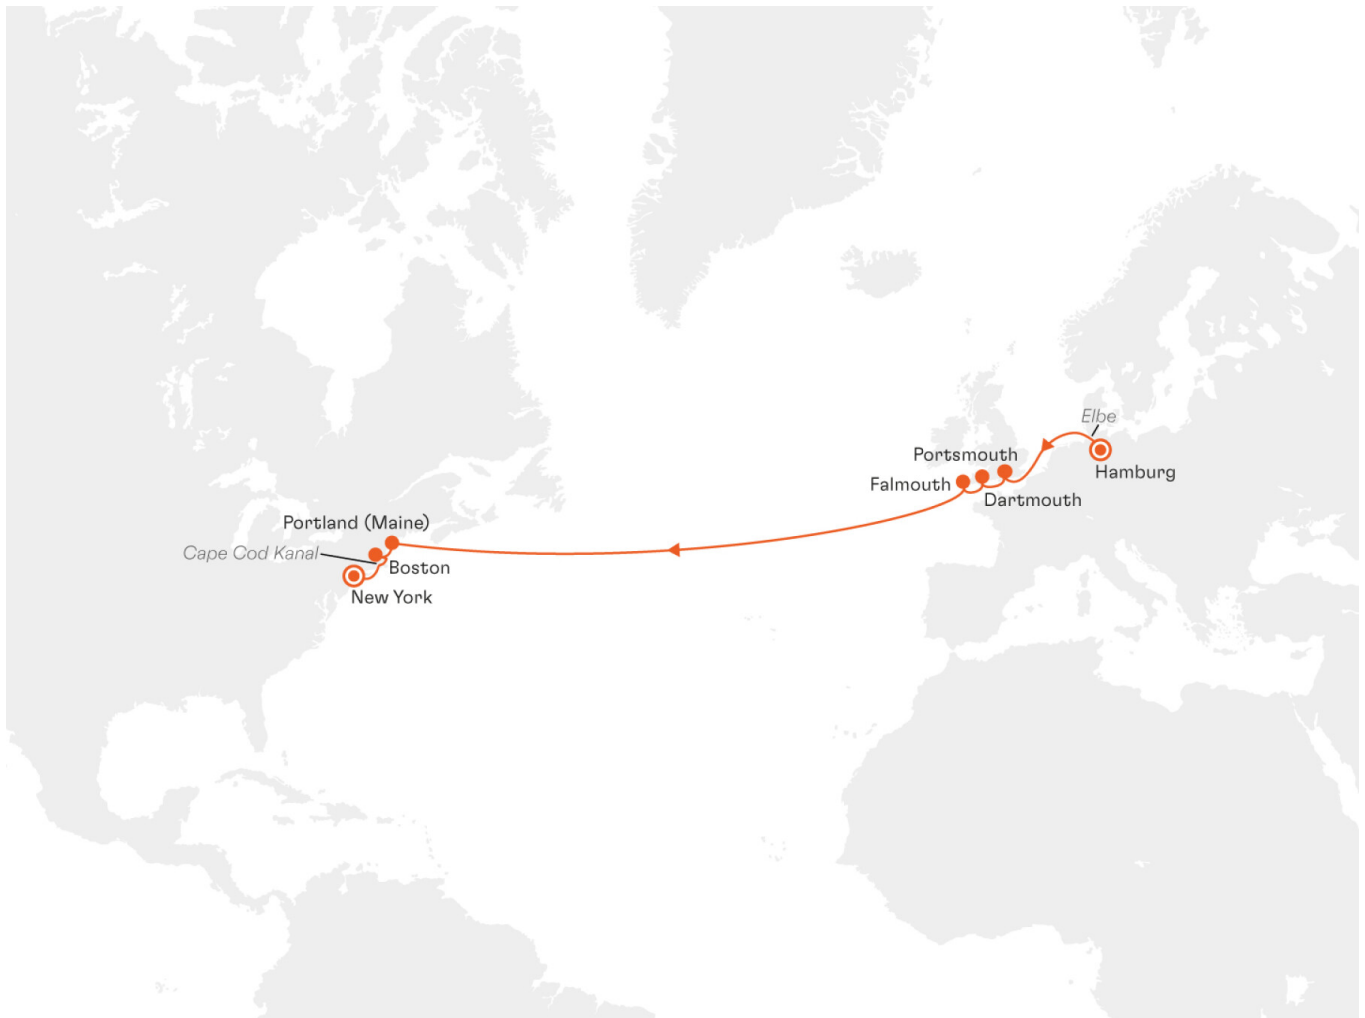 Elbe
Portsmouth
Hamburg
Falmouth
Dartmouth
Portland (Maine)
Cape Cod Kanal
Boston
New York